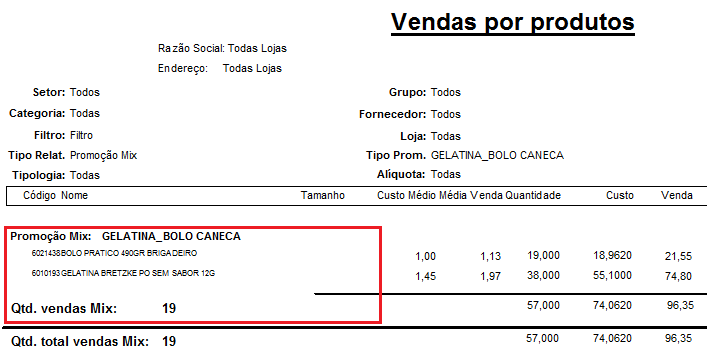 Vendas por produtos
Razão Social: Todas Lojas
Endereço: Todas Lojas
Setor: Todos Grupo: Todos
Categoria: Todas Fornecedor: Todos
Filtro: Filtro Loja: Todas
Tipo Relat. Promoção Mix Tipo Prom. GELATINA_BOLO CANECA
Tipologia: Todas Alíquota: Todas
Código Nome Tamanho Custo Médio Média Venda Quantidade Custo Venda
Promoção Mix: GELATINA_BOLO CANECA
6021438 BOLO PRATICO 490GR BRIGADEIRO 1,00 1,13 19,000 18,9620 21,55
6010193 GELATINA BRETZKE PO SEM SABOR 12G 1,45 1,97 38,000 55,1000 74,80
Qtd. vendas Mix: 19 57,000 74,0620 96,35
Qtd. total vendas Mix: 19 57,000 74,0620 96,35